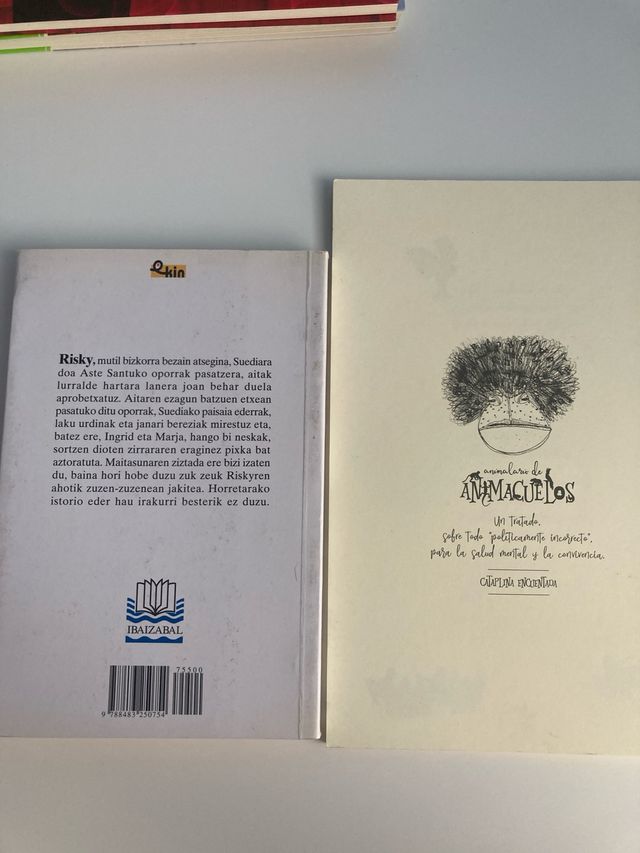 ekin
Risky, mutil bizkorra bezain atsegina, Suediara
doa Aste Santuko oporrak pasatzera, aitak
lurralde hartara lanera joan behar duela
aprobetxatuz. Aitaren ezagun batzuen etxean
pasatuko ditu oporrak, Suediako paisaia ederrak,
laku urdinak eta janari bereziak mirestuz eta,
batez ere, Ingrid eta Marja, hango bi neskak,
sortzen dioten zirrararen eraginez pixka bat
aztoratuta. Maitasunaren ziztada ere bizi izaten
du, baina hori hobe duzu zuk zeuk Riskyren
ahotik zuzen-zuzenean jakitea. Horretarako
istorio eder hau irakurri besterik ez duzu.
IBAIZABAL
75500
9 788483 250754
animalario de
ÁNIMACUELOS
Un tratado,
sobre todo "políticamente incorrecto",
para la salud mental y la convivencia.
CATAPLINA ENCUENTADA